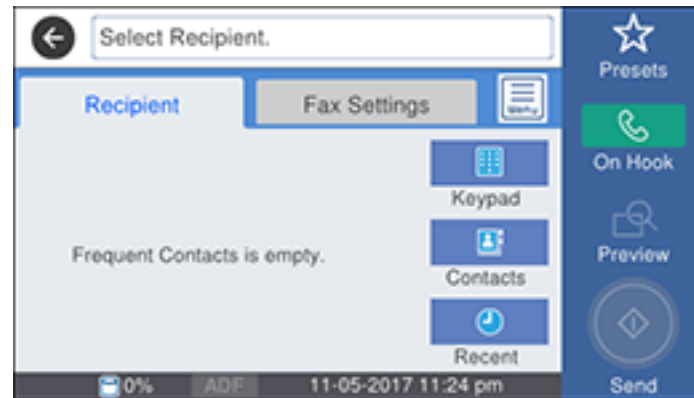 Select Recipient.
Presets
Recipient
Fax Settings
Menu
On Hook
Keypad
Frequent Contacts is empty.
Preview
Contacts
Recent
0% ADF 11-05-2017 11:24 pm
Send